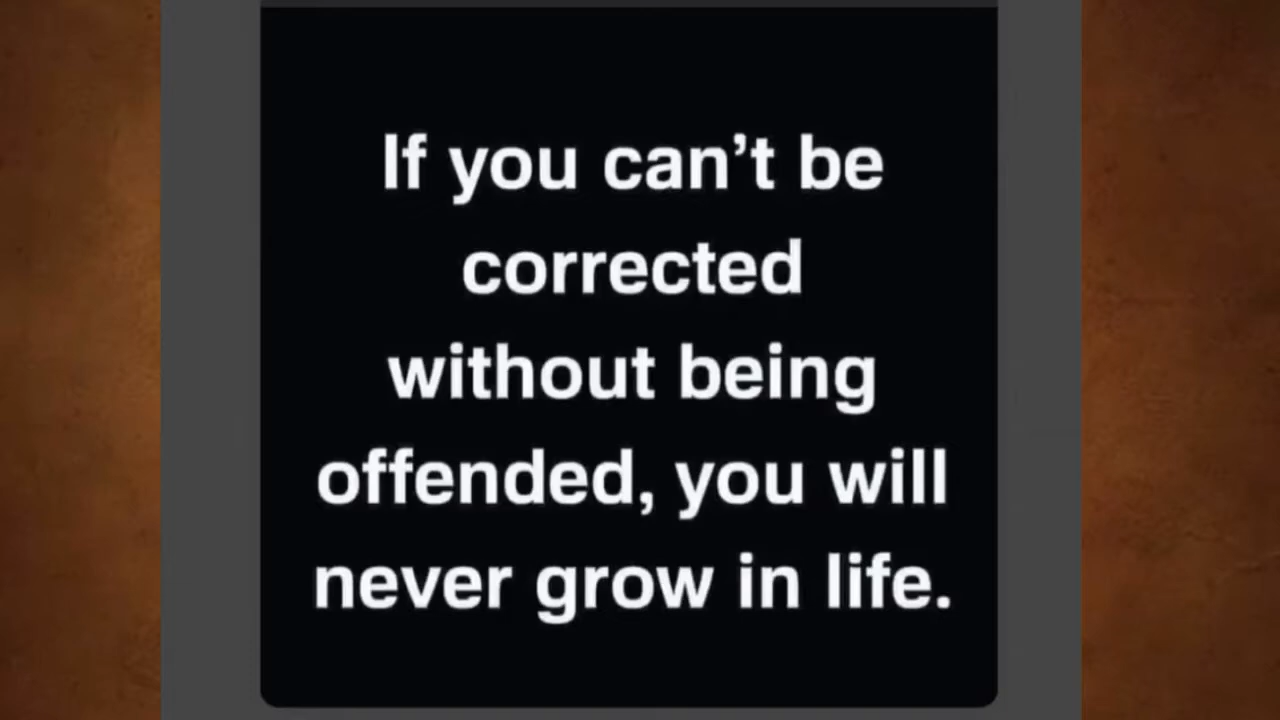 If you can’t be
corrected
without being
offended, you will
never grow in life.